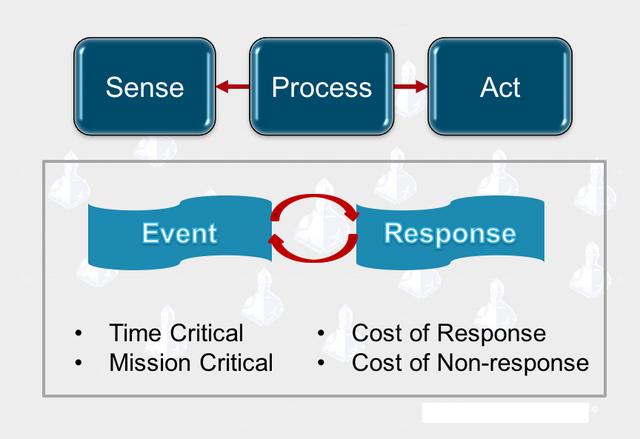 Sense
Process
Act
Event
Response
• Time Critical
• Mission Critical
• Cost of Response
• Cost of Non-response